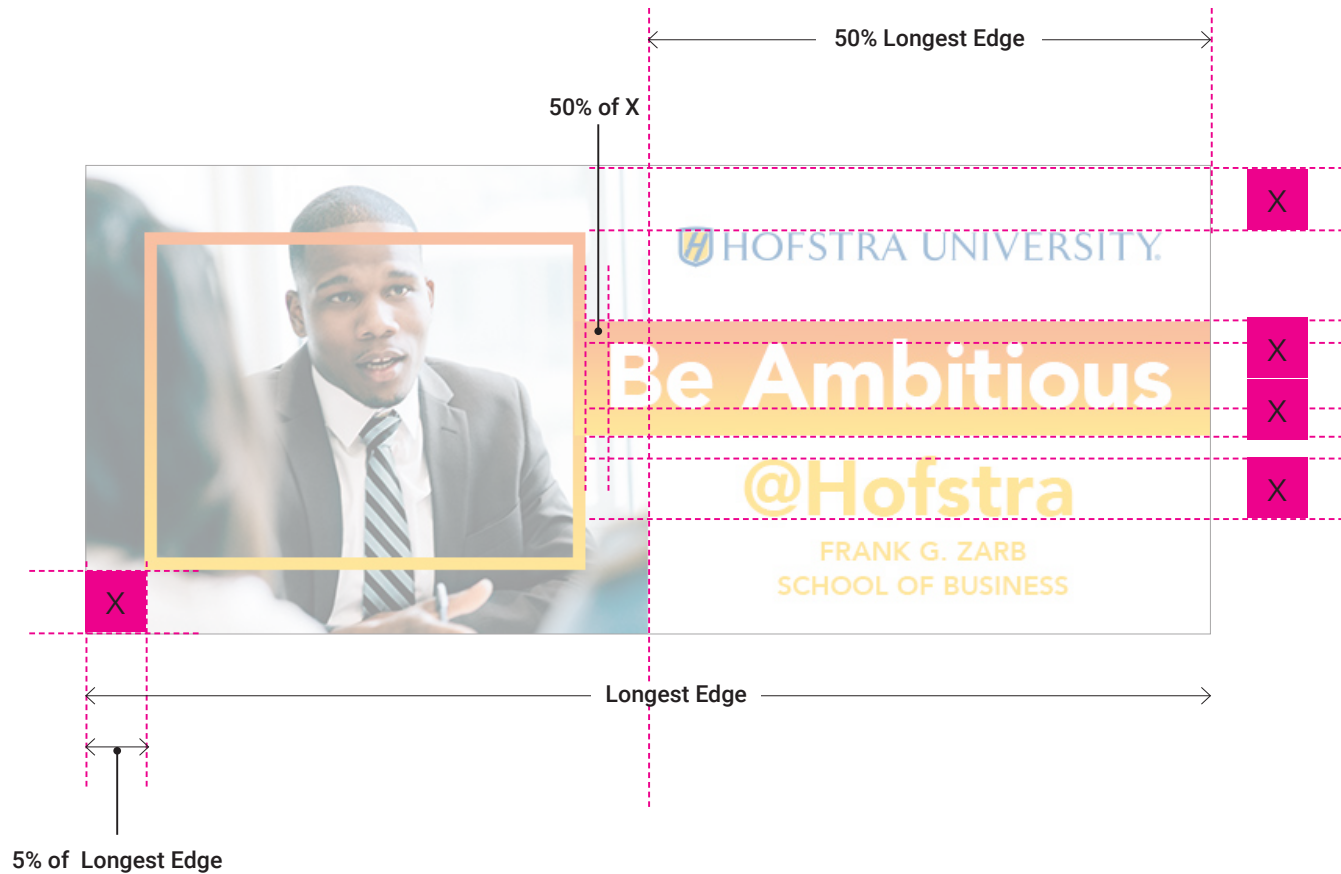 50% Longest Edge
50% of X
X
HOFSTRA UNIVERSITY.
X
Be Ambitious
X
@Hofstra
X
FRANK G. ZARB
SCHOOL OF BUSINESS
X
Longest Edge
5% of Longest Edge